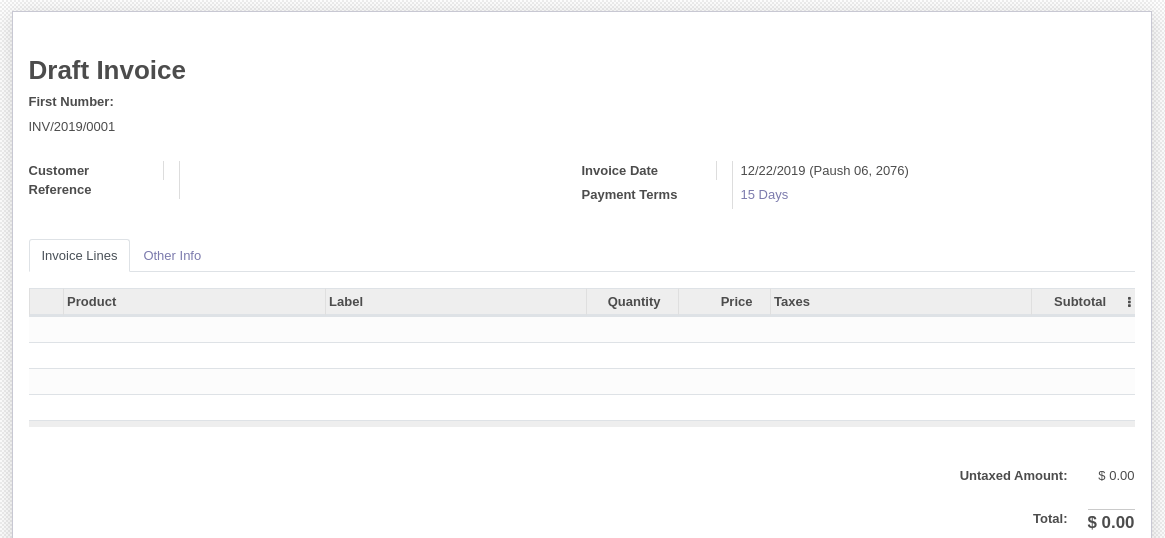 Draft Invoice
First Number:
INV/2019/0001
Customer Reference
Invoice Date 12/22/2019 (Paush 06, 2076)
Payment Terms 15 Days
Invoice Lines Other Info
Product Label Quantity Price Taxes Subtotal
Untaxed Amount: $ 0.00
Total: $ 0.00